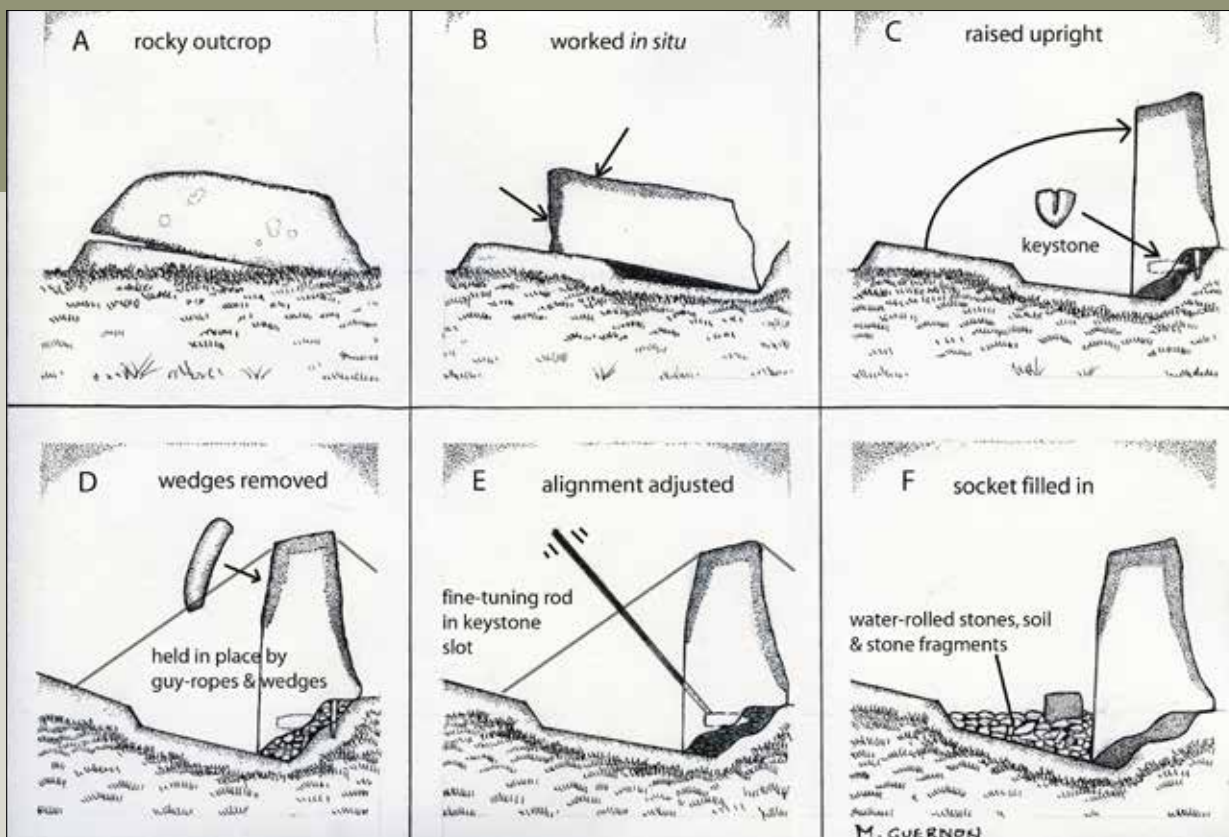 A rocky outcrop
B worked in situ
C raised upright
keystone
D wedges removed
held in place by
guy-ropes & wedges
E alignment adjusted
fine-tuning rod
in keystone
slot
F socket filled in
water-rolled stones, soil
& stone fragments
M. GUERNON